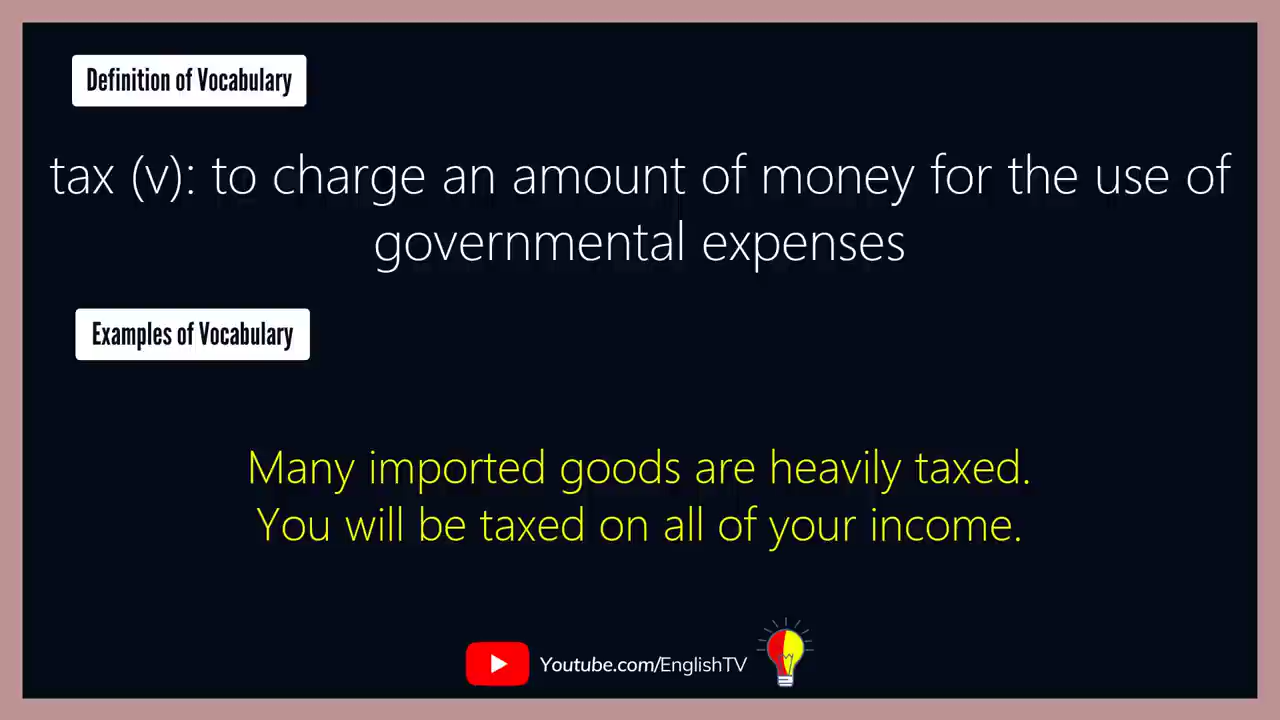 Definition of Vocabulary
tax (v): to charge an amount of money for the use of
governmental expenses
Examples of Vocabulary
Many imported goods are heavily taxed.
You will be taxed on all of your income.
Youtube.com/EnglishTV